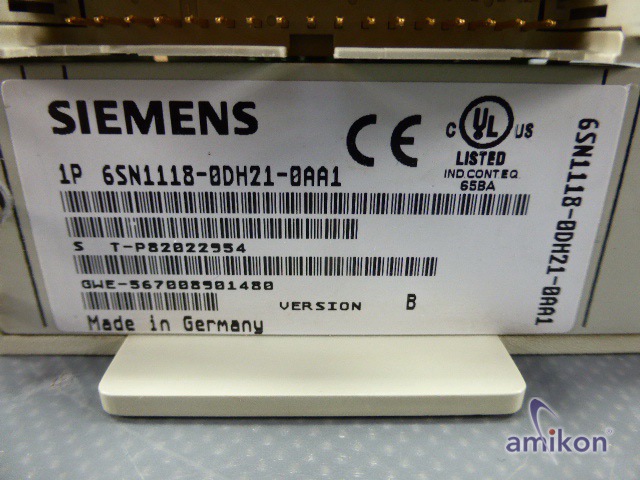 SIEMENS
CE
C UL US
LISTED
IND.CONT.EQ.
65BA
1P 6SN1118-0DH21-0AA1
S T-P82022954
GWE-567008901480
VERSION B
Made in Germany
6SN1118-0DH21-0AA1
amikon